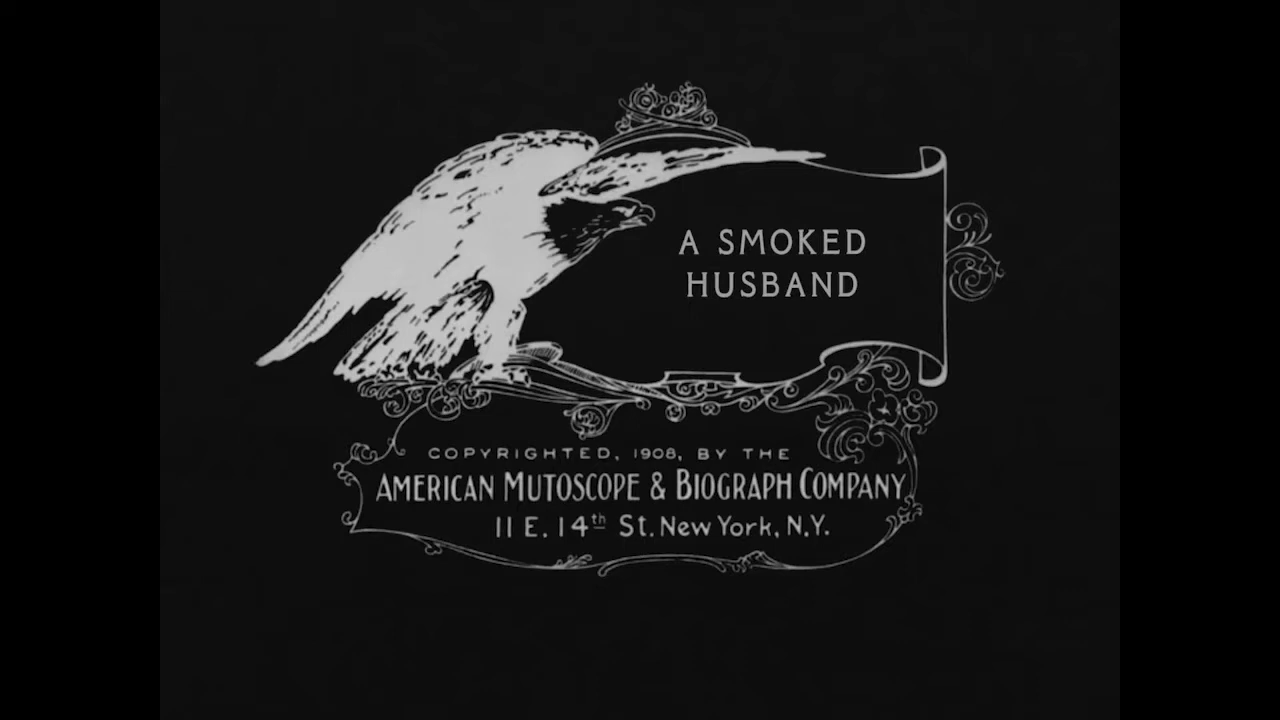 A SMOKED
HUSBAND
COPYRIGHTED, 1908, BY THE
AMERICAN MUTOSCOPE & BIOGRAPH COMPANY
11 E. 14th St. New York, N.Y.